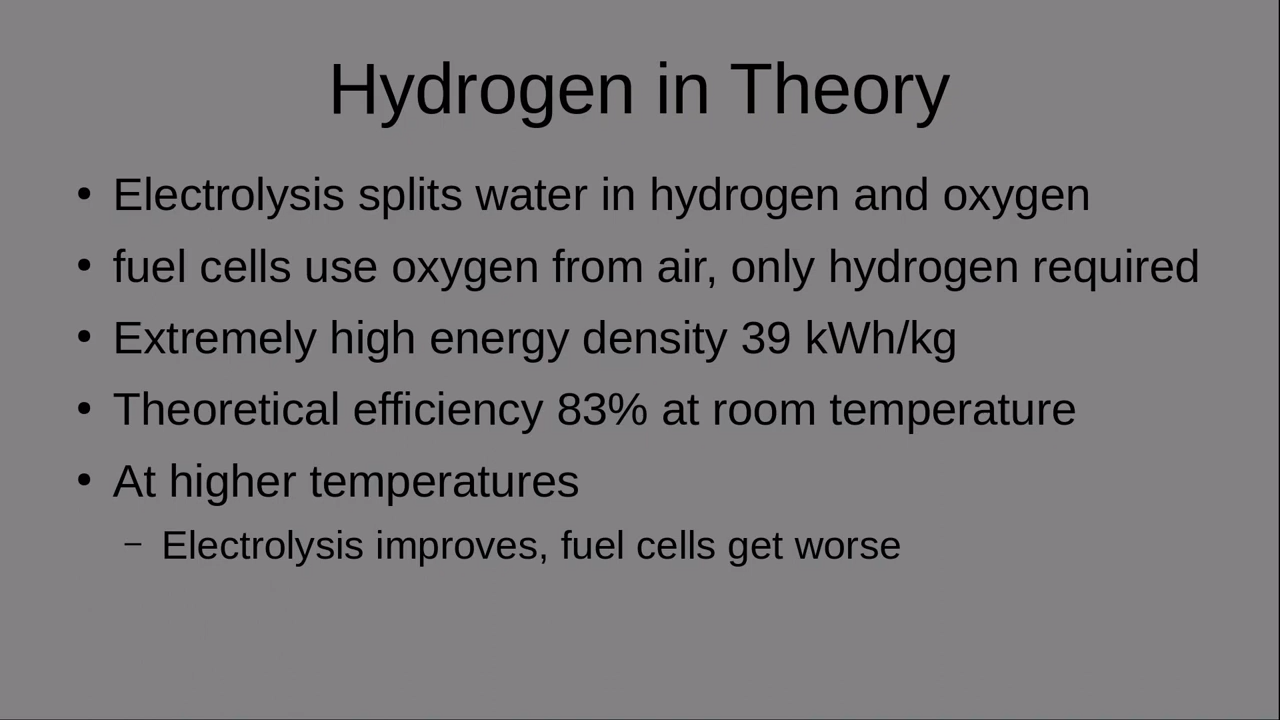 Hydrogen in Theory
• Electrolysis splits water in hydrogen and oxygen
• fuel cells use oxygen from air, only hydrogen required
• Extremely high energy density 39 kWh/kg
• Theoretical efficiency 83% at room temperature
• At higher temperatures
– Electrolysis improves, fuel cells get worse